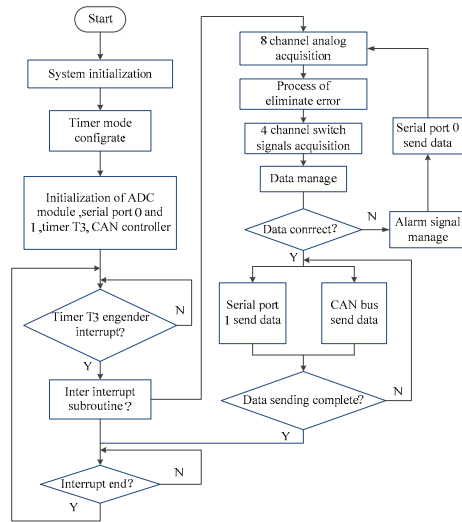 Start
System initialization
Timer mode
configrate
Initialization of ADC
module ,serial port 0 and
1 ,timer T3, CAN controller
Timer T3 engender
interrupt?
N
Y
Inter interrupt
subroutine ?
Interrupt end?
N
Y
8 channel analog
acquisition
Process of
eliminate error
4 channel switch
signals acquisition
Data manage
Data conrrect?
N
Y
Alarm signal
manage
Serial port 0
send data
Serial port
1 send data
CAN bus
send data
Data sending complete?
N
Y